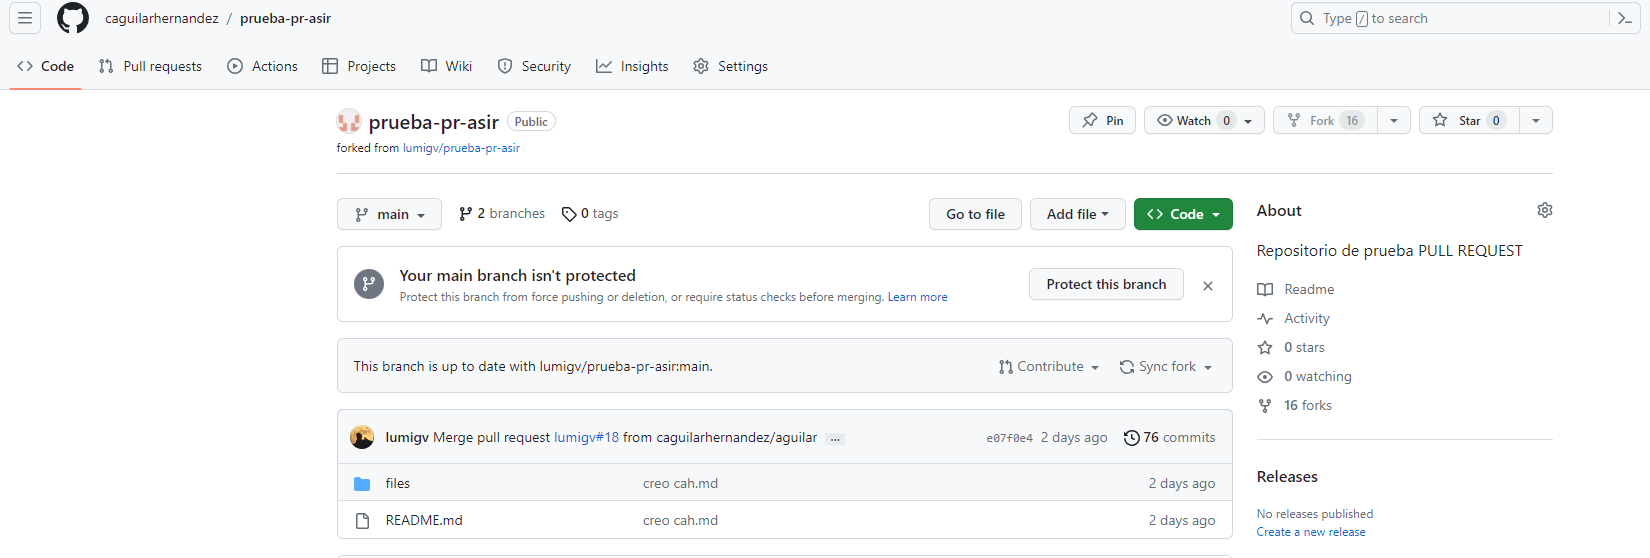 caguilarhernandez / prueba-pr-asir
Type / to search
Code Pull requests Actions Projects Wiki Security Insights Settings
prueba-pr-asir Public
Pin Watch 0 Fork 16 Star 0
forked from lumigv/prueba-pr-asir
main 2 branches 0 tags Go to file Add file Code
Your main branch isn't protected
Protect this branch from force pushing or deletion, or require status checks before merging. Learn more
Protect this branch
This branch is up to date with lumigv/prueba-pr-asir:main.
Contribute Sync fork
lumigv Merge pull request lumigv#18 from caguilarhernandez/aguilar ... e07f0e4 2 days ago 76 commits
files creo cah.md 2 days ago
README.md creo cah.md 2 days ago
About
Repositorio de prueba PULL REQUEST
Readme
Activity
0 stars
0 watching
16 forks
Releases
No releases published
Create a new release